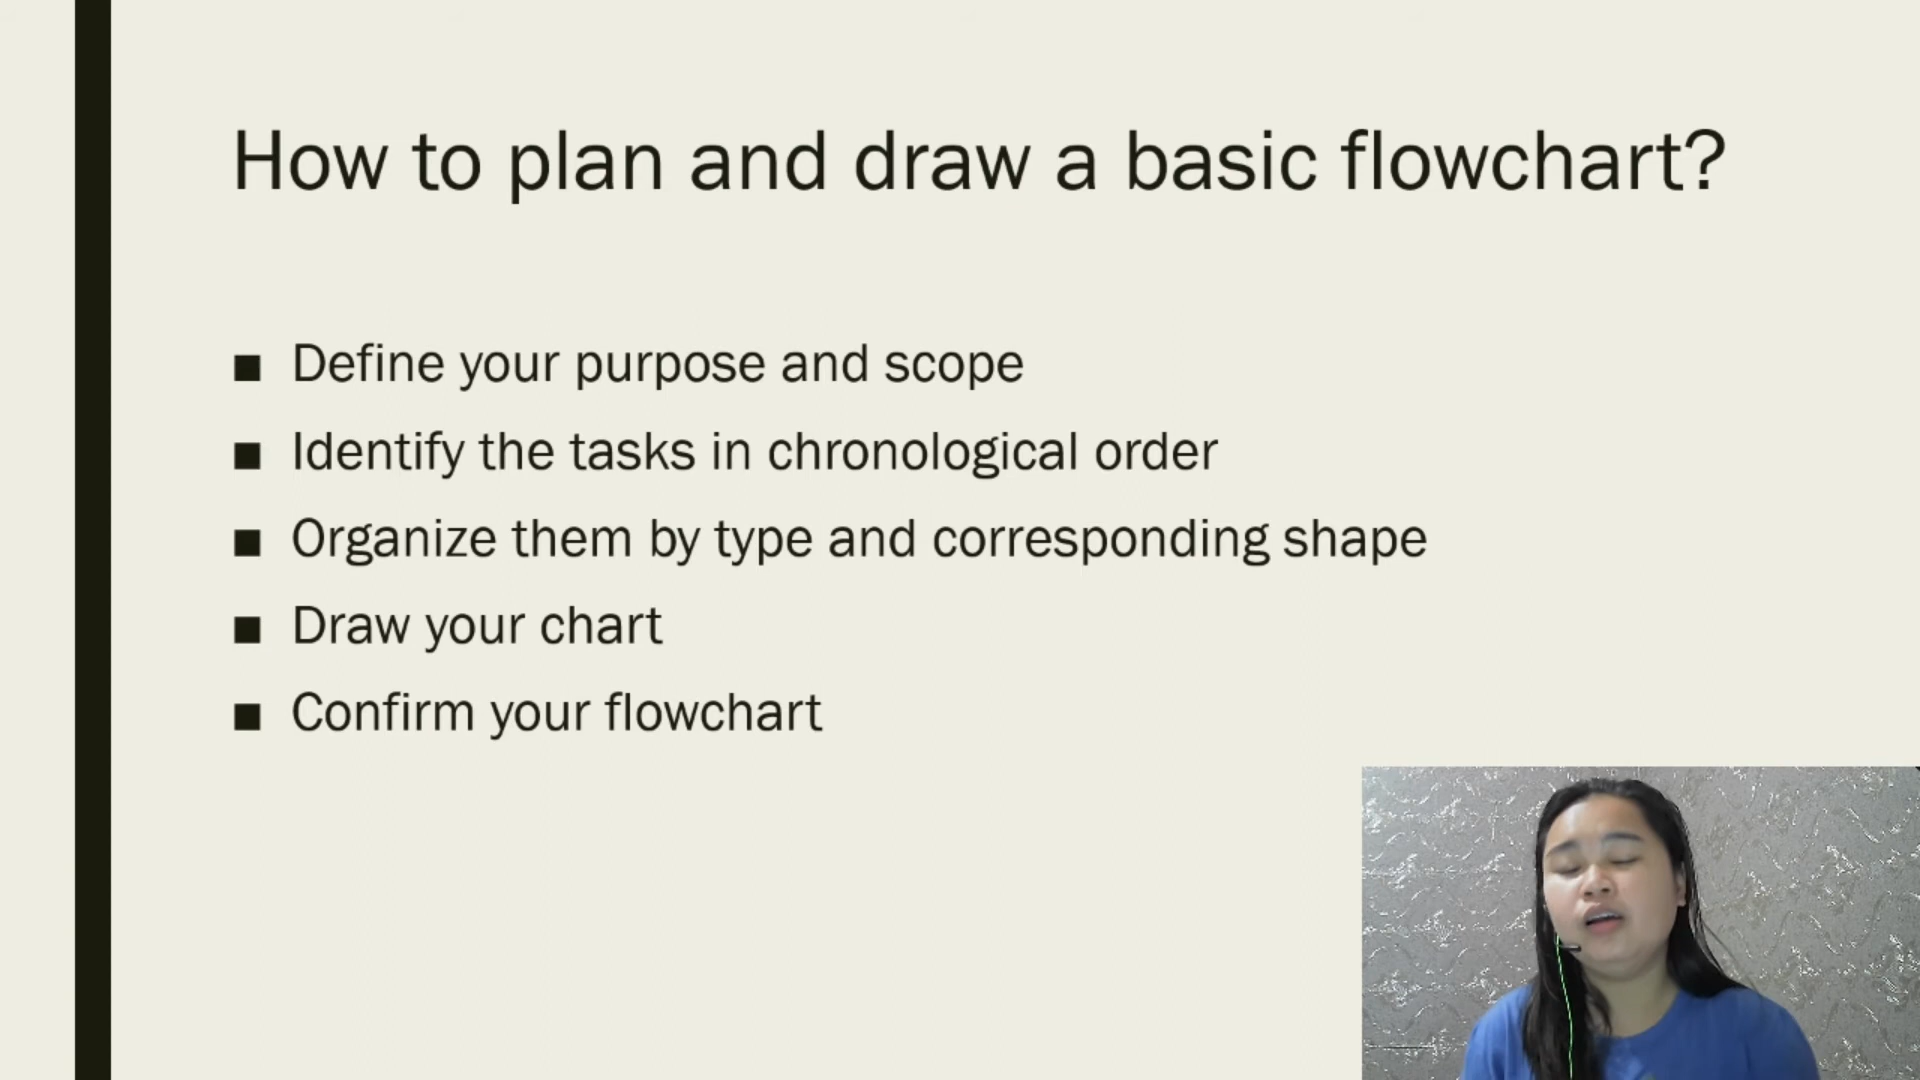 How to plan and draw a basic flowchart?
Define your purpose and scope
Identify the tasks in chronological order
Organize them by type and corresponding shape
Draw your chart
Confirm your flowchart